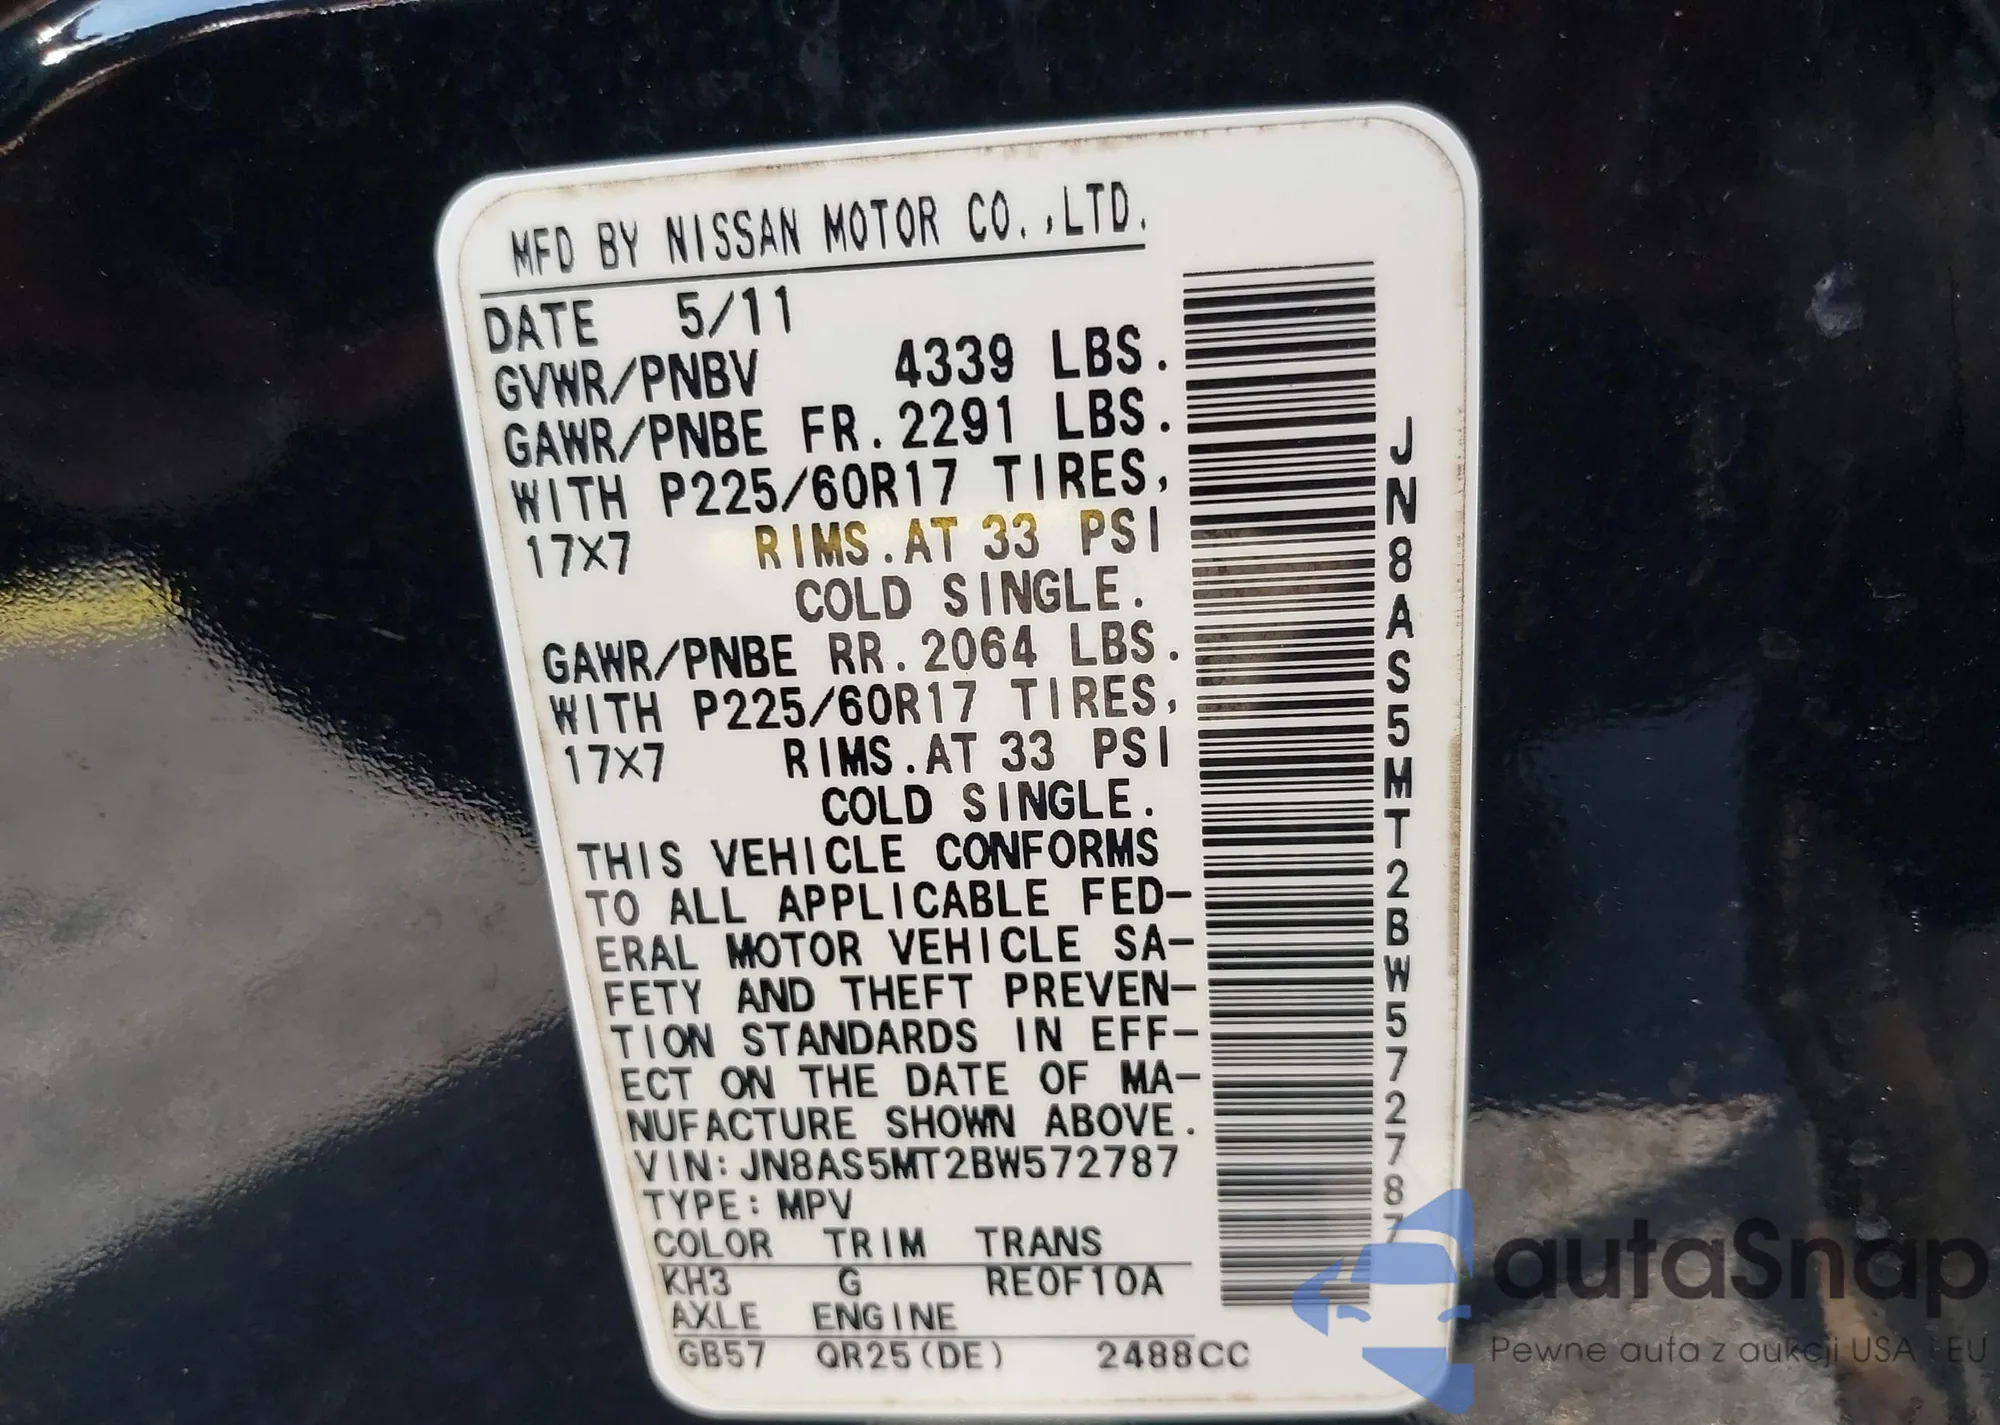 MFD BY NISSAN MOTOR CO.,LTD.
DATE 5/11
GVWR/PNBV 4339 LBS.
GAWR/PNBE FR.2291 LBS.
WITH P225/60R17 TIRES,
17X7 RIMS.AT 33 PSI
COLD SINGLE.
GAWR/PNBE RR.2064 LBS.
WITH P225/60R17 TIRES,
17X7 RIMS.AT 33 PSI
COLD SINGLE.
THIS VEHICLE CONFORMS
TO ALL APPLICABLE FED-
ERAL MOTOR VEHICLE SA-
FETY AND THEFT PREVEN-
TION STANDARDS IN EFF-
ECT ON THE DATE OF MA-
NUFACTURE SHOWN ABOVE.
VIN:JN8AS5MT2BW572787
TYPE:MPV
COLOR TRIM TRANS
KH3 G RE0F10A
AXLE ENGINE
GB57 QR25(DE) 2488CC
JN8AS5MT2BW572787
autaSnap
Pewne auta z aukcji USA i EU